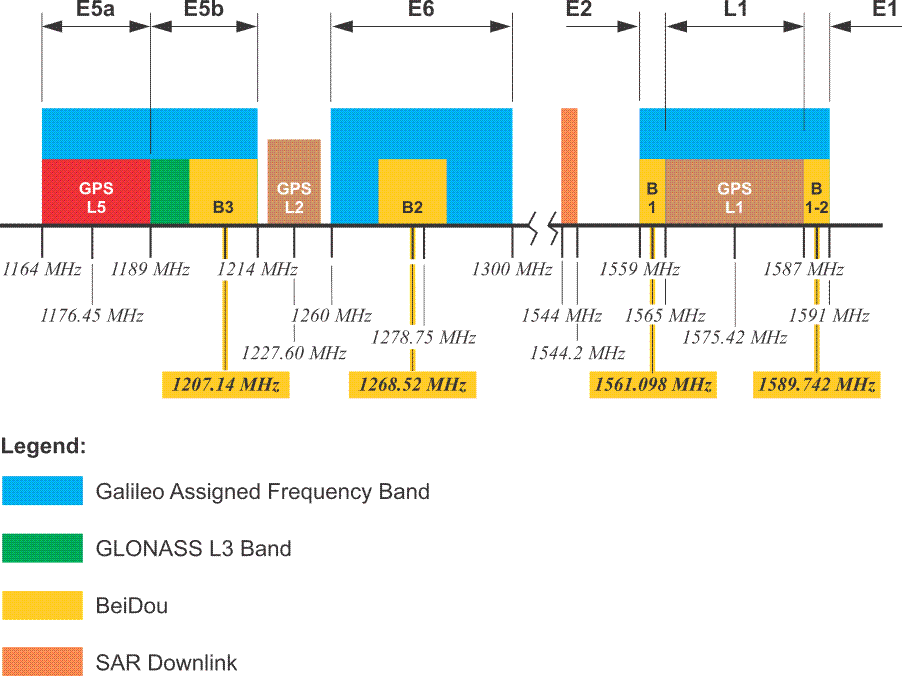 E5a E5b E6 E2 L1 E1
GPS
L5
B3
GPS
L2
B2
B
1
GPS
L1
B
1-2
1164 MHz 1189 MHz 1214 MHz 1300 MHz 1559 MHz 1587 MHz
1176.45 MHz 1260 MHz 1544 MHz 1565 MHz 1591 MHz
1278.75 MHz 1575.42 MHz
1227.60 MHz 1544.2 MHz
1207.14 MHz 1268.52 MHz 1561.098 MHz 1589.742 MHz
Legend:
Galileo Assigned Frequency Band
GLONASS L3 Band
BeiDou
SAR Downlink